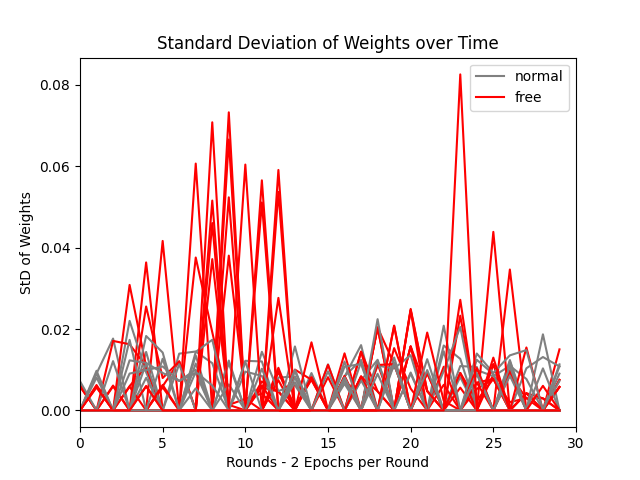 Standard Deviation of Weights over Time
normal
free
StD of Weights
0.08
0.06
0.04
0.02
0.00
0 5 10 15 20 25 30
Rounds - 2 Epochs per Round